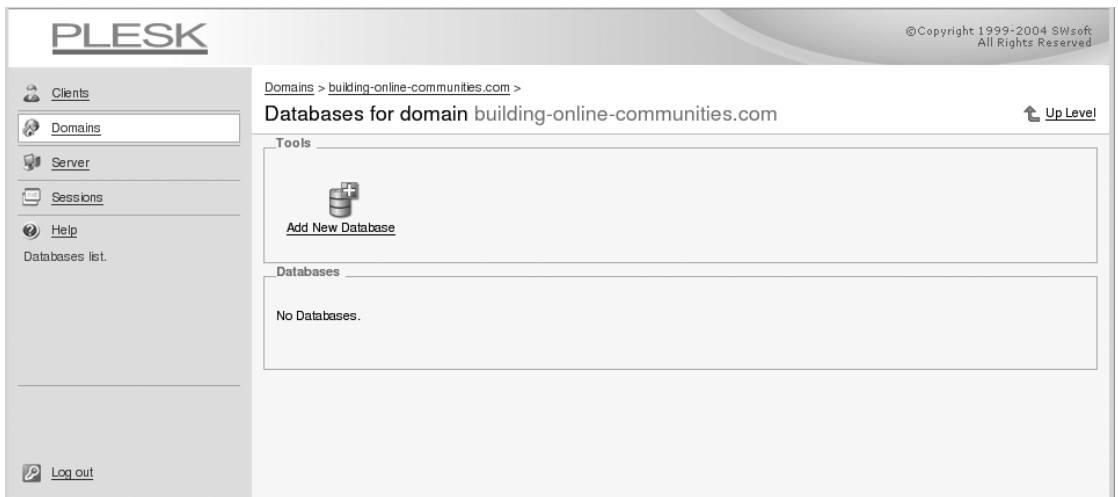 PLESK
©Copyright 1999-2004 SWsoft
All Rights Reserved
Clients
Domains
Server
Sessions
Help
Databases list.
Log out
Domains > building-online-communities.com >
Databases for domain building-online-communities.com
Up Level
Tools
Add New Database
Databases
No Databases.